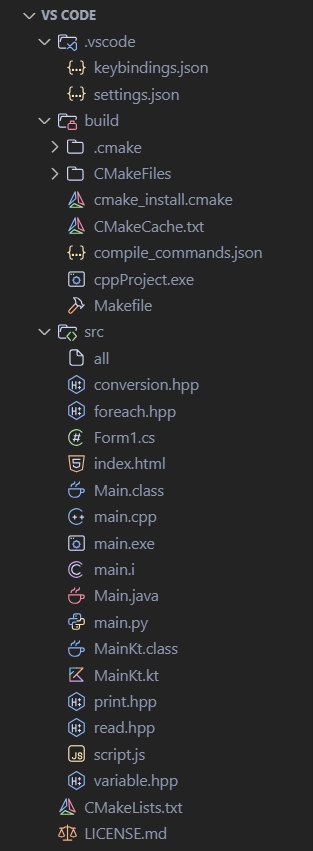 VS CODE
.vscode
keybindings.json
settings.json
build
.cmake
CMakeFiles
cmake_install.cmake
CMakeCache.txt
compile_commands.json
cppProject.exe
Makefile
src
all
conversion.hpp
foreach.hpp
Form1.cs
index.html
Main.class
main.cpp
main.exe
main.i
Main.java
main.py
MainKt.class
MainKt.kt
print.hpp
read.hpp
script.js
variable.hpp
CMakeLists.txt
LICENSE.md